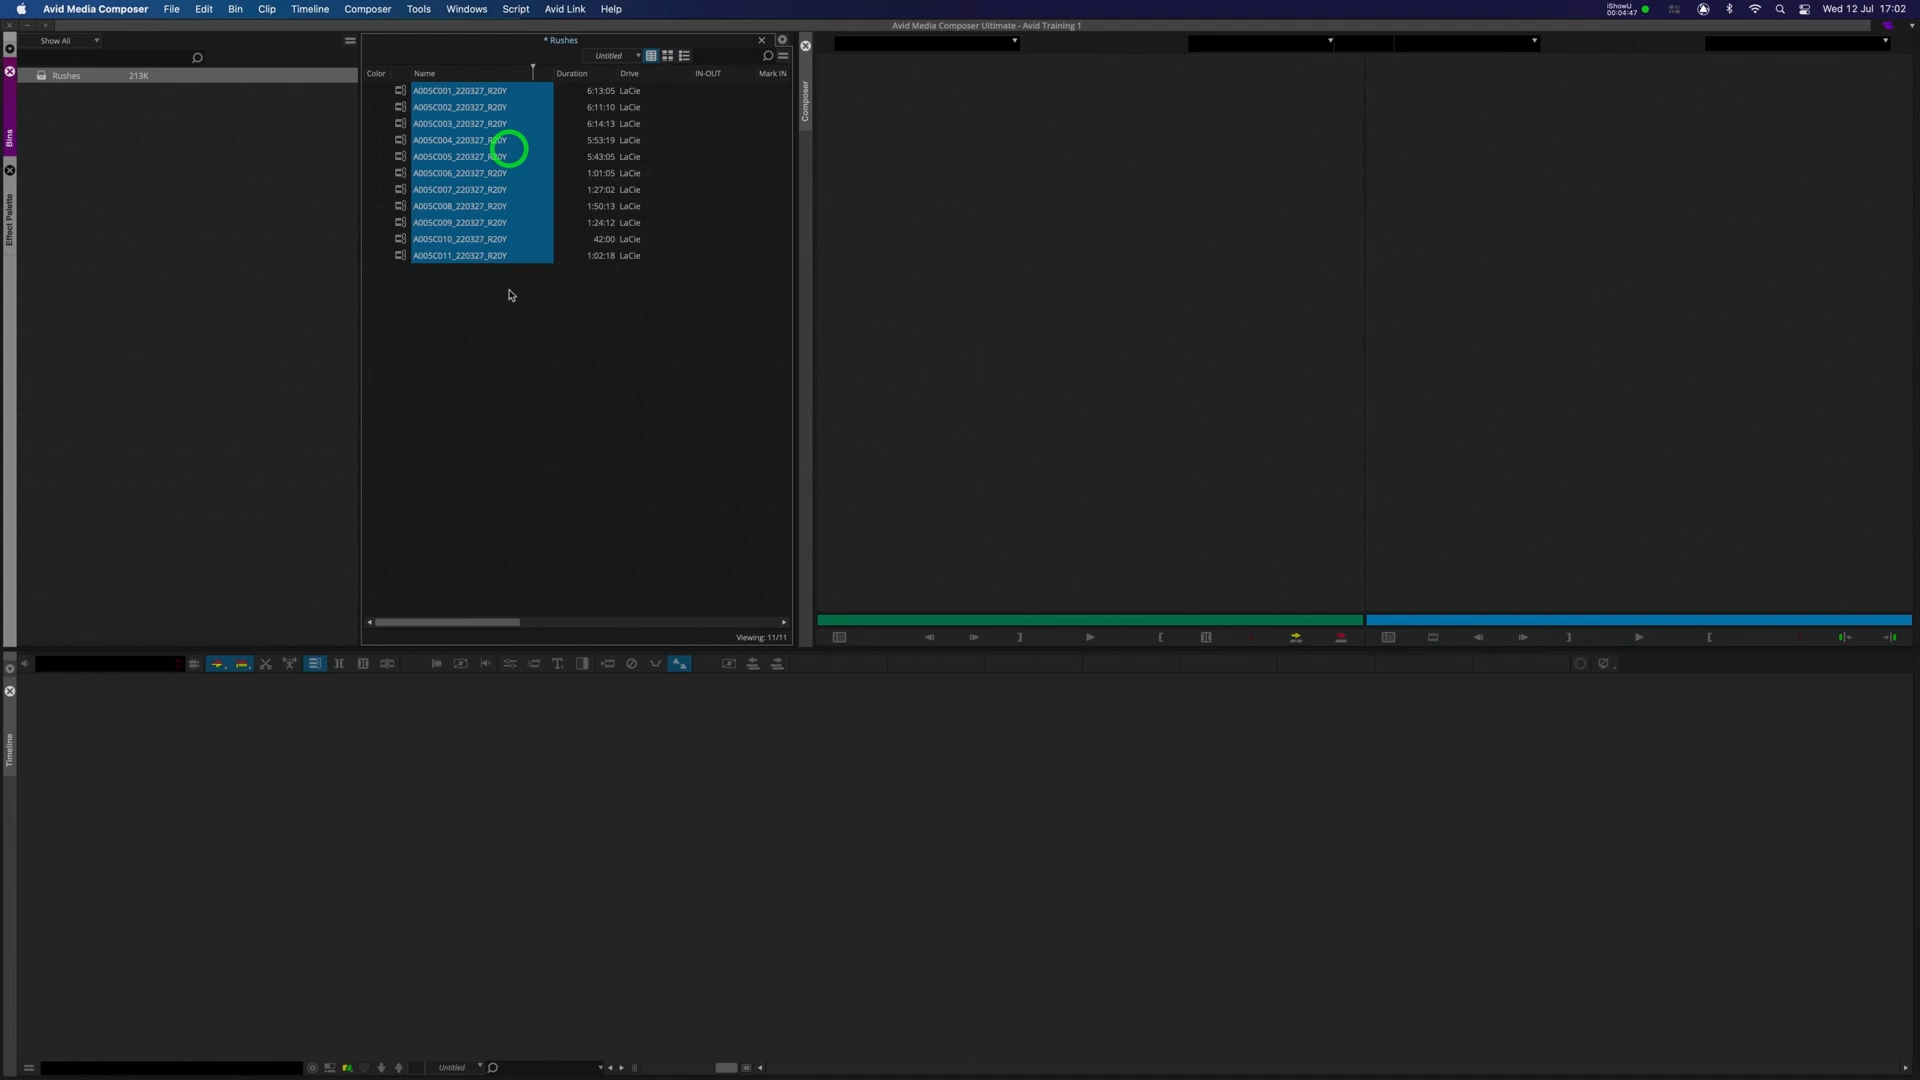 Avid Media Composer File Edit Bin Clip Timeline Composer Tools Windows Script Avid Link Help
iShowU
00:04:47
Wed 12 Jul 17:02
Avid Media Composer Ultimate - Avid Training 1
Show All
* Rushes
Untitled
Rushes 213K
Color Name Duration Drive IN-OUT Mark IN
A005C001_220327_R20Y 6:13:05 LaCie
A005C002_220327_R20Y 6:11:10 LaCie
A005C003_220327_R20Y 6:14:13 LaCie
A005C004_220327_R20Y 5:53:19 LaCie
A005C005_220327_R20Y 5:43:05 LaCie
A005C006_220327_R20Y 1:01:05 LaCie
A005C007_220327_R20Y 1:27:02 LaCie
A005C008_220327_R20Y 1:50:13 LaCie
A005C009_220327_R20Y 1:24:12 LaCie
A005C010_220327_R20Y 42:00 LaCie
A005C011_220327_R20Y 1:02:18 LaCie
Bins
Effect Palette
Composer
Viewing: 11/11
Timeline
Untitled